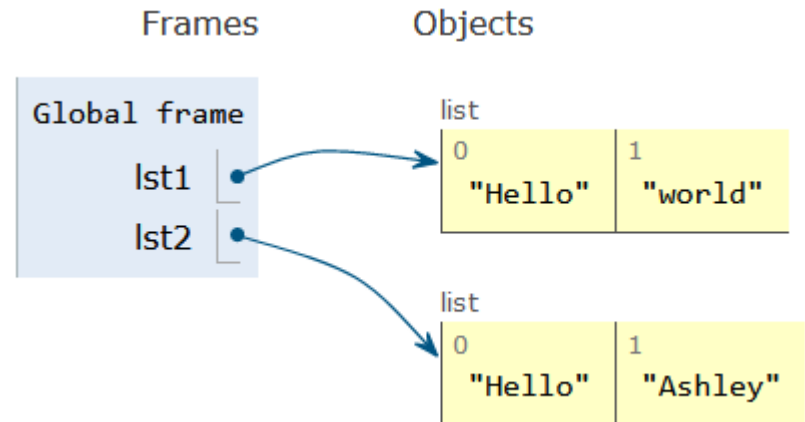 Frames Objects
Global frame
lst1
lst2
list
0 1
"Hello" "world"
list
0 1
"Hello" "Ashley"